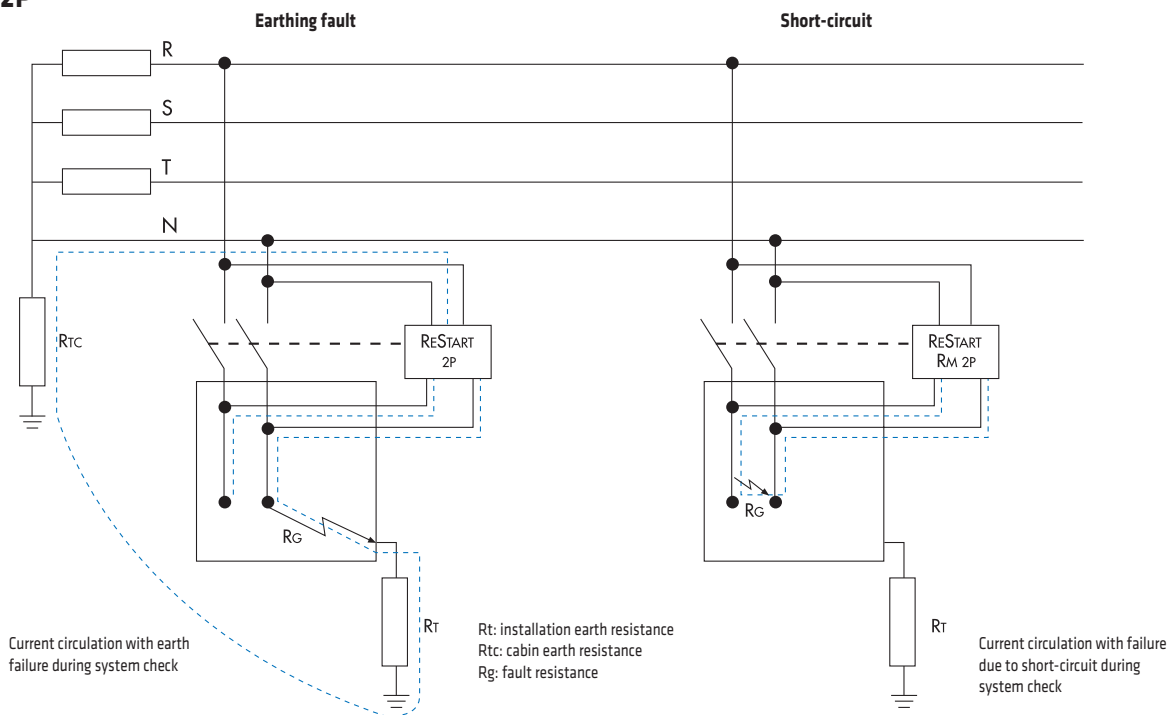 2P
Earthing fault
Short-circuit
R
S
T
N
RTC
RESTART
2P
RESTART
RM 2P
RG
RG
RT
RT
Current circulation with earth
failure during system check
Rt: installation earth resistance
Rtc: cabin earth resistance
Rg: fault resistance
Current circulation with failure
due to short-circuit during
system check